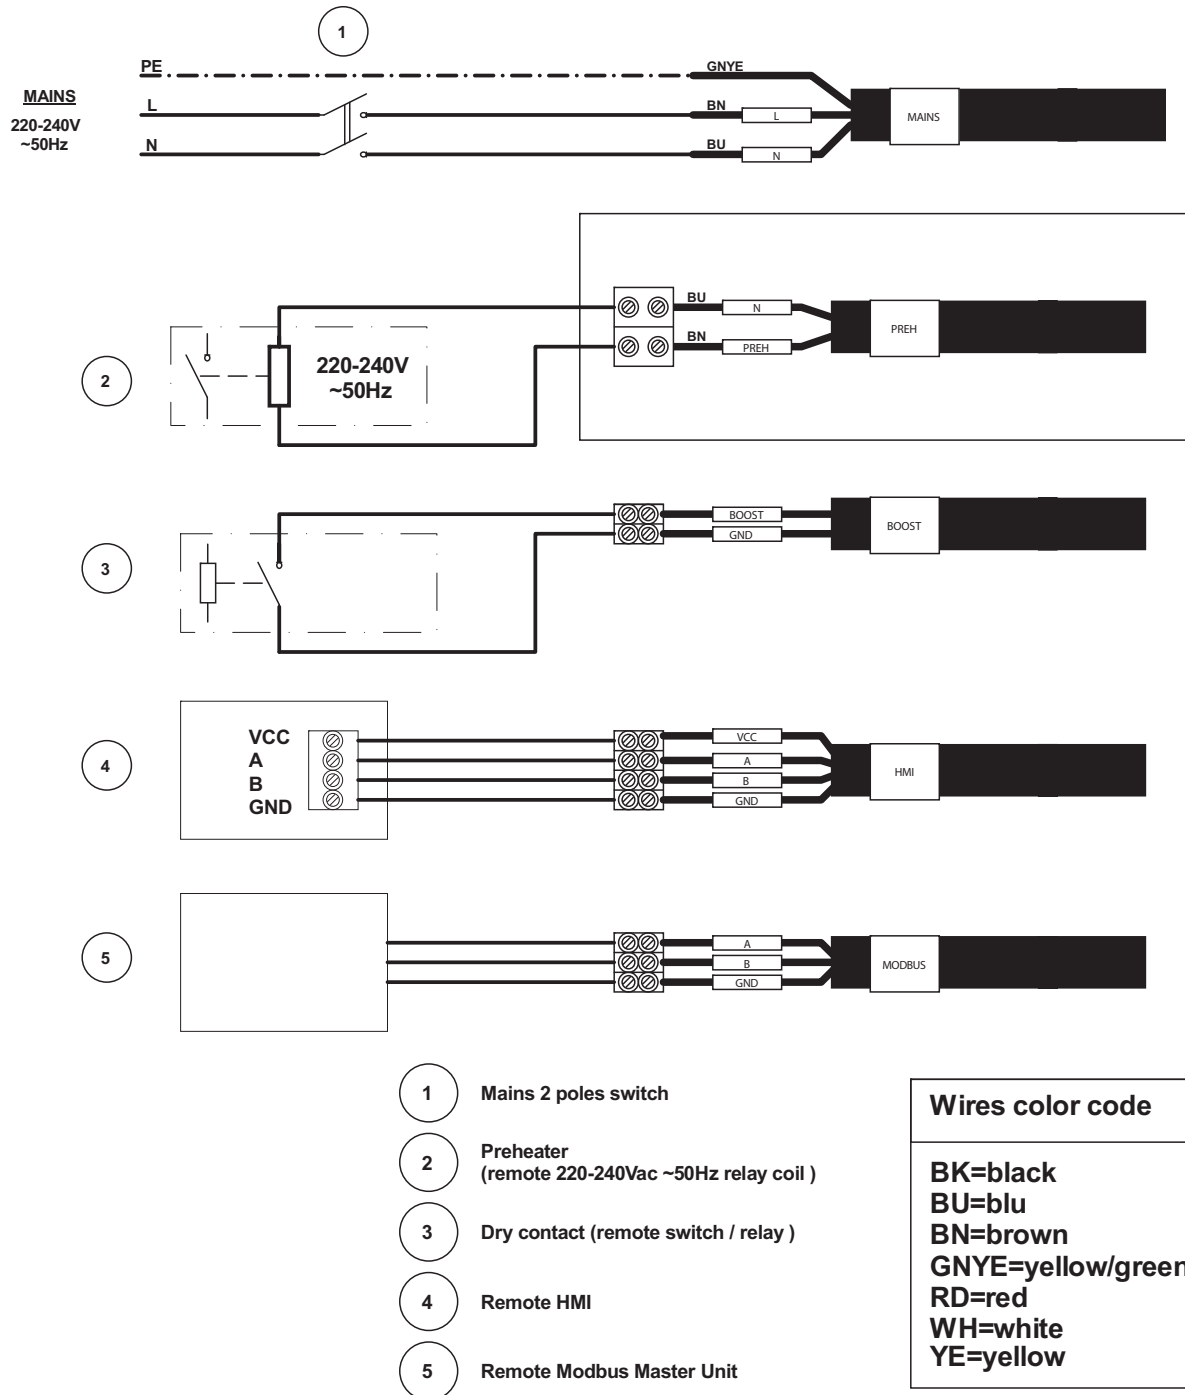 1
PE
GNYE
MAINS
L
BN
L
MAINS
220-240V
~50Hz
N
BU
N
BU
N
PREH
BN
PREH
2
220-240V
~50Hz
BOOST
BOOST
GND
3
VCC
VCC
A
A
HMI
4
B
B
GND
GND
A
5
B
MODBUS
GND
1
Mains 2 poles switch
2
Preheater
(remote 220-240Vac ~50Hz relay coil )
3
Dry contact (remote switch / relay )
4
Remote HMI
5
Remote Modbus Master Unit
Wires color code
BK=black
BU=blu
BN=brown
GNYE=yellow/green
RD=red
WH=white
YE=yellow